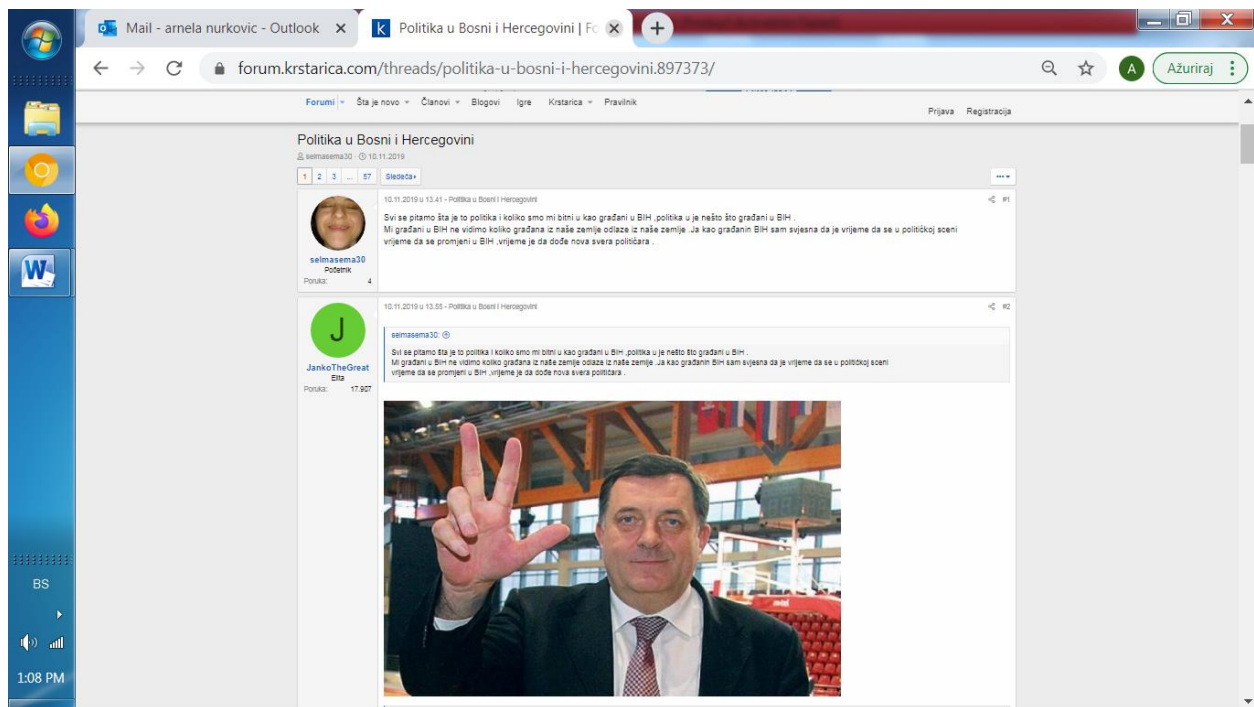 Mail - arnela nurkovic - Outlook
Politika u Bosni i Hercegovini | Fo
forum.krstarica.com/threads/politika-u-bosni-i-hercegovini.897373/
A
Ažuriraj
Forumi Šta je novo Članovi Blogovi Igre Krstarica Pravilnik
Prijava Registracija
Politika u Bosni i Hercegovini
selmasema30 · 10.11.2019
1 2 3 ... 57 Sledeća
10.11.2019 u 13.41 - Politika u Bosni i Hercegovini #1
Svi se pitamo šta je to politika i koliko smo mi bitni u kao građani u BIH ,politika u je nešto što građani u BIH .
Mi građani u BIH ne vidimo koliko građana iz naše zemlje odlaze iz naše zemlje .Ja kao građanin BIH sam svjesna da je vrijeme da se u političkoj sceni
vrijeme da se promjeni u BIH ,vrijeme je da dođe nova svera političara .
selmasema30
Početnik
Poruka: 4
10.11.2019 u 13.55 - Politika u Bosni i Hercegovini #2
J
JankoTheGreat
Elita
Poruka: 17.907
selmasema30:
Svi se pitamo šta je to politika i koliko smo mi bitni u kao građani u BIH ,politika u je nešto što građani u BIH .
Mi građani u BIH ne vidimo koliko građana iz naše zemlje odlaze iz naše zemlje .Ja kao građanin BIH sam svjesna da je vrijeme da se u političkoj sceni
vrijeme da se promjeni u BIH ,vrijeme je da dođe nova svera političara .
m:tel
W
BS
1:08 PM